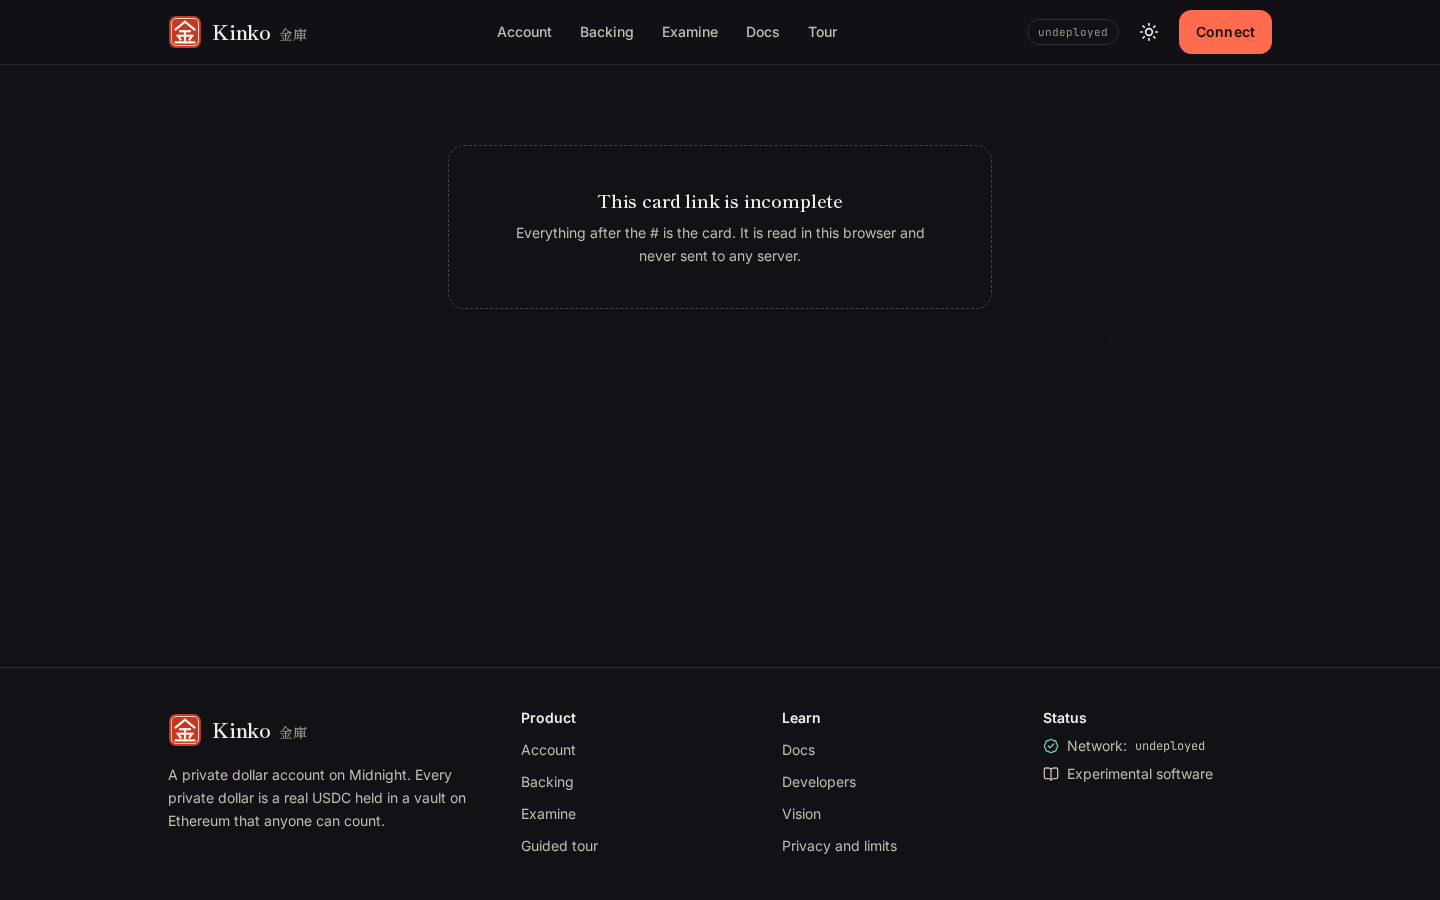 金 Kinko 金庫
Account Backing Examine Docs Tour
undeployed
Connect
This card link is incomplete
Everything after the # is the card. It is read in this browser and
never sent to any server.
金 Kinko 金庫
A private dollar account on Midnight. Every
private dollar is a real USDC held in a vault on
Ethereum that anyone can count.
Product
Account
Backing
Examine
Guided tour
Learn
Docs
Developers
Vision
Privacy and limits
Status
Network: undeployed
Experimental software